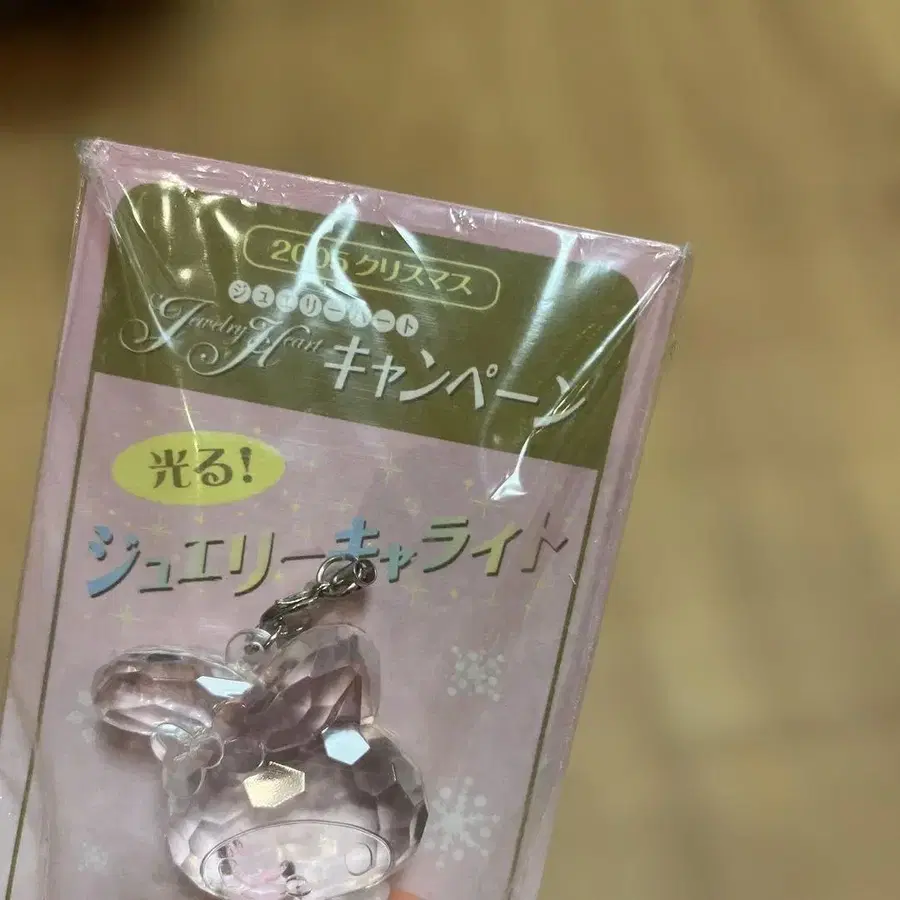 2005 クリスマス
ジュエリーハート
Jewelry Heart キャンペーン
光る!
ジュエリーキャライト